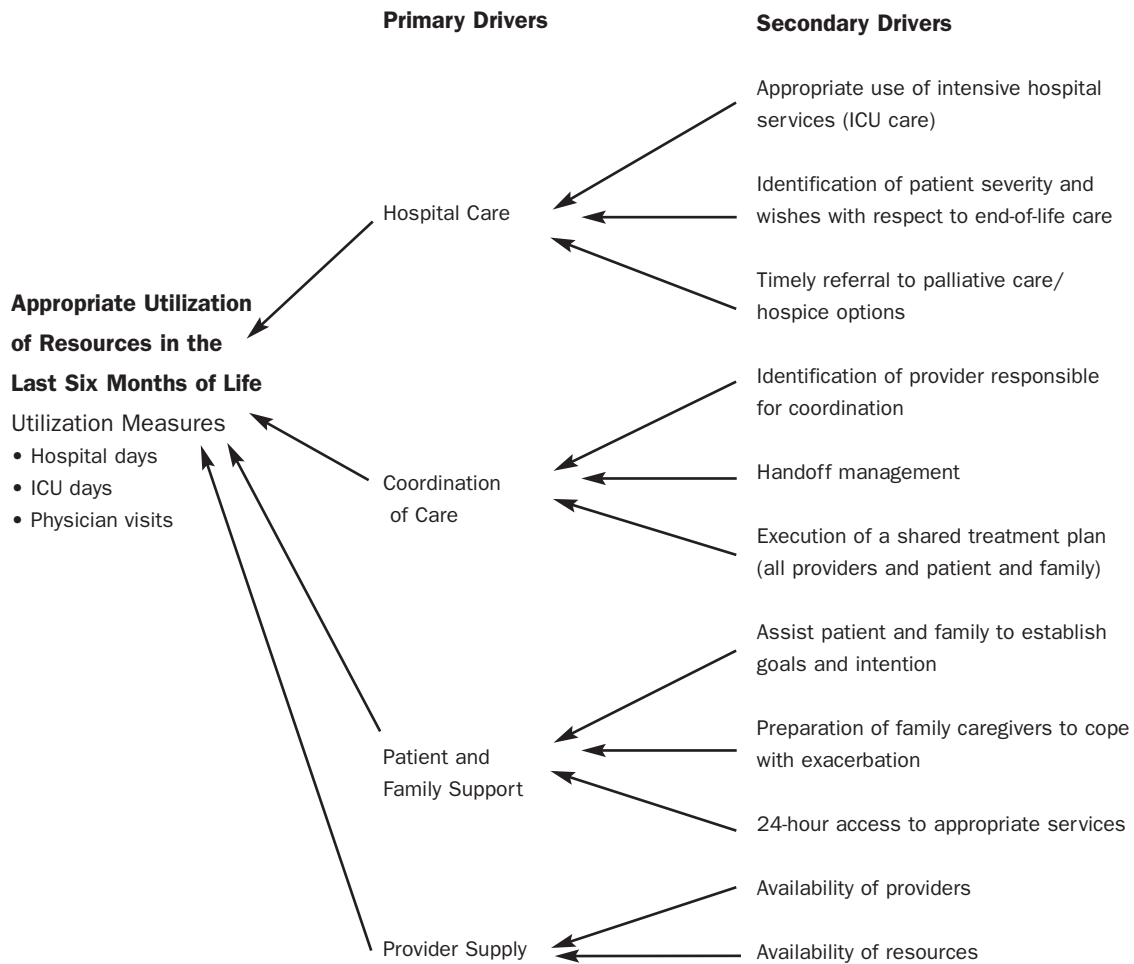 Primary Drivers
Secondary Drivers
Appropriate use of intensive hospital
services (ICU care)
Hospital Care
Identification of patient severity and
wishes with respect to end-of-life care
Timely referral to palliative care/
hospice options
Appropriate Utilization
of Resources in the
Last Six Months of Life
Utilization Measures
• Hospital days
• ICU days
• Physician visits
Identification of provider responsible
for coordination
Coordination
of Care
Handoff management
Execution of a shared treatment plan
(all providers and patient and family)
Assist patient and family to establish
goals and intention
Patient and
Family Support
Preparation of family caregivers to cope
with exacerbation
24-hour access to appropriate services
Provider Supply
Availability of providers
Availability of resources